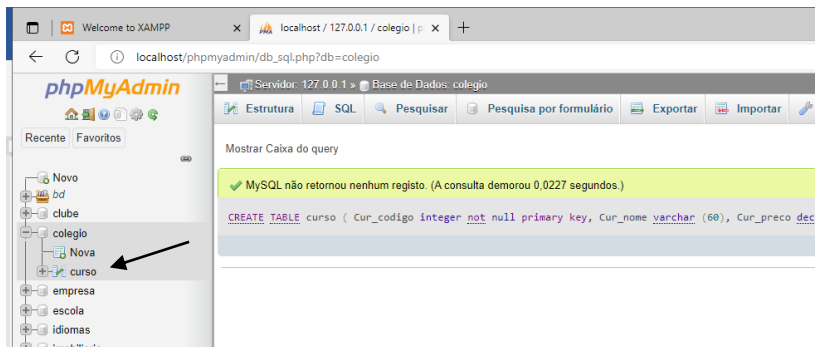 Welcome to XAMPP
localhost / 127.0.0.1 / colegio | p
localhost/phpmyadmin/db_sql.php?db=colegio
phpMyAdmin
Recente Favoritos
Novo
bd
clube
colegio
Nova
curso
empresa
escola
idiomas
Servidor: 127.0.0.1 » Base de Dados: colegio
Estrutura SQL Pesquisar Pesquisa por formulário Exportar Importar
Mostrar Caixa do query
MySQL não retornou nenhum registo. (A consulta demorou 0,0227 segundos.)
CREATE TABLE curso ( Cur_codigo integer not null primary key, Cur_nome varchar (60), Cur_preco dec